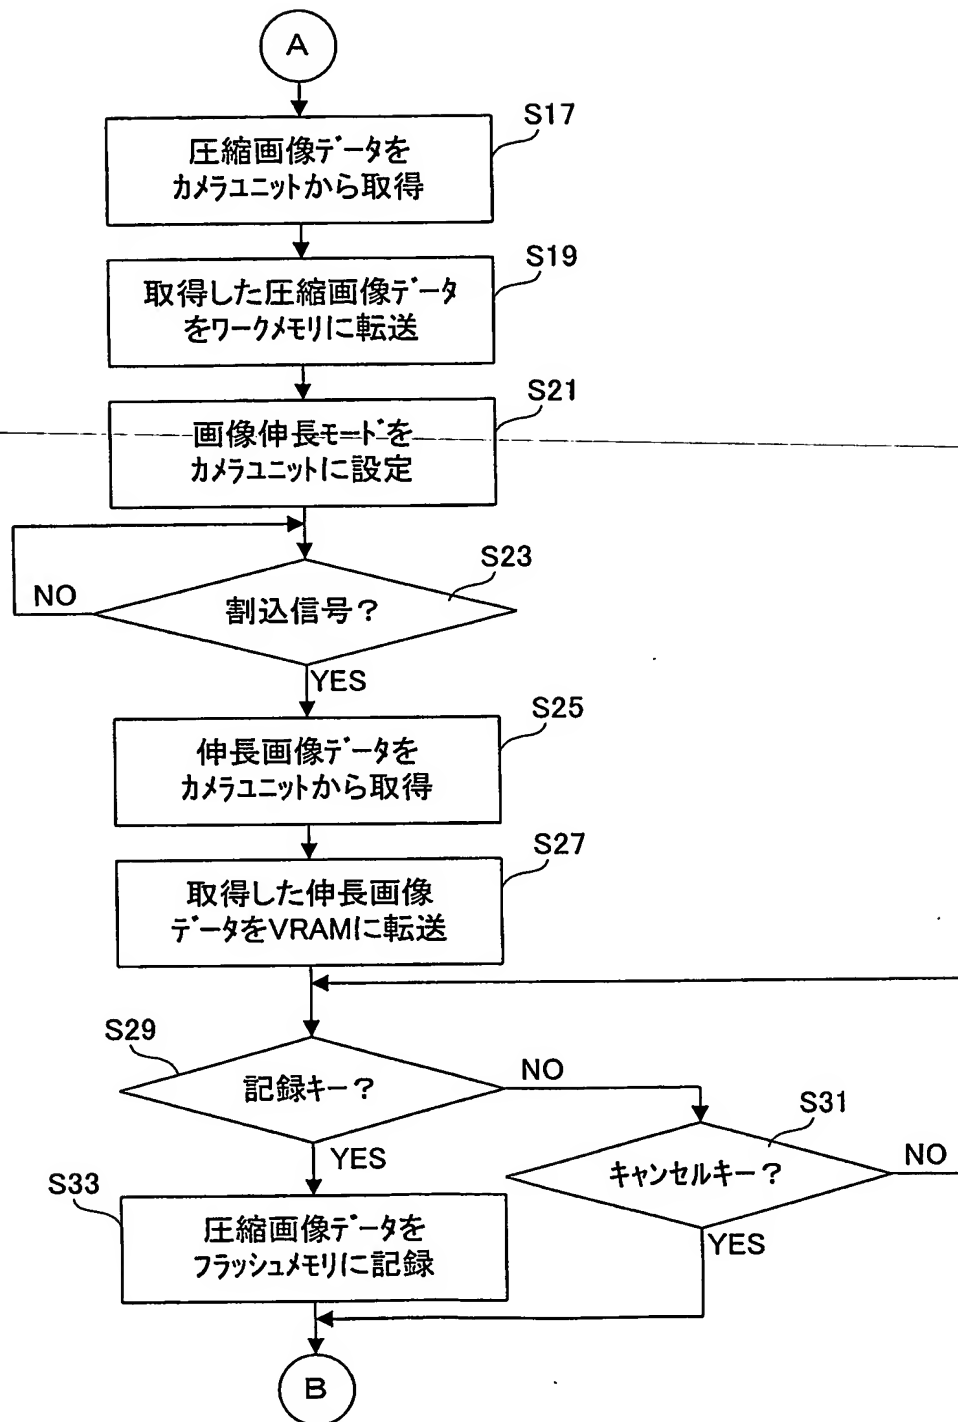 A
S17
圧縮画像データを
カメラユニットから取得
S19
取得した圧縮画像データ
をワークメモリに転送
S21
画像伸長モードを
カメラユニットに設定
S23
NO
割込信号？
YES
S25
伸長画像データを
カメラユニットから取得
S27
取得した伸長画像
データをVRAMに転送
S29
記録キー？
NO
S31
YES
キャンセルキー？
NO
S33
圧縮画像データを
フラッシュメモリに記録
YES
B